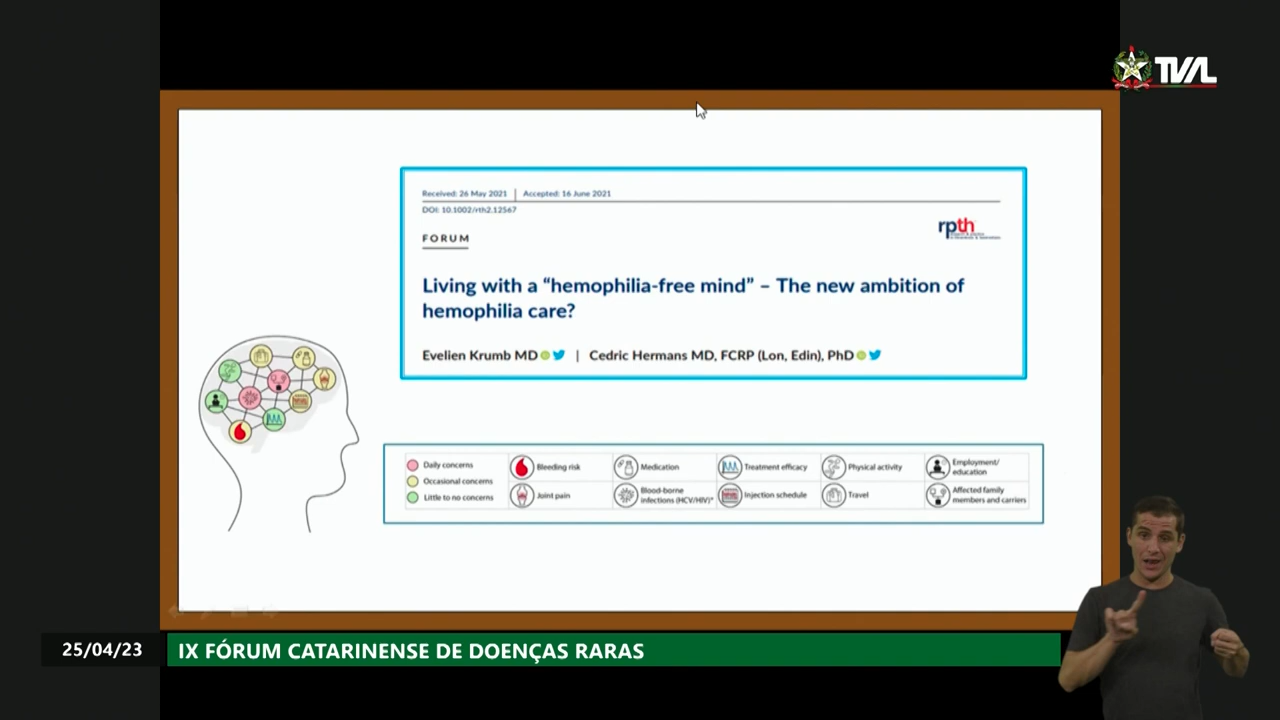 TVAL
Received: 26 May 2021 | Accepted: 16 June 2021
DOI: 10.1002/rth2.12567
rpth
FORUM
Living with a “hemophilia-free mind” – The new ambition of
hemophilia care?
Evelien Krumb MD | Cedric Hermans MD, FCRP (Lon, Edin), PhD
Daily concerns
Occasional concerns
Little to no concerns
Bleeding risk
Joint pain
Medication
Blood-borne
infections (HCV/HIV)*
Treatment efficacy
Injection schedule
Physical activity
Travel
Employment/
education
Affected family
members and carriers
25/04/23
IX FÓRUM CATARINENSE DE DOENÇAS RARAS